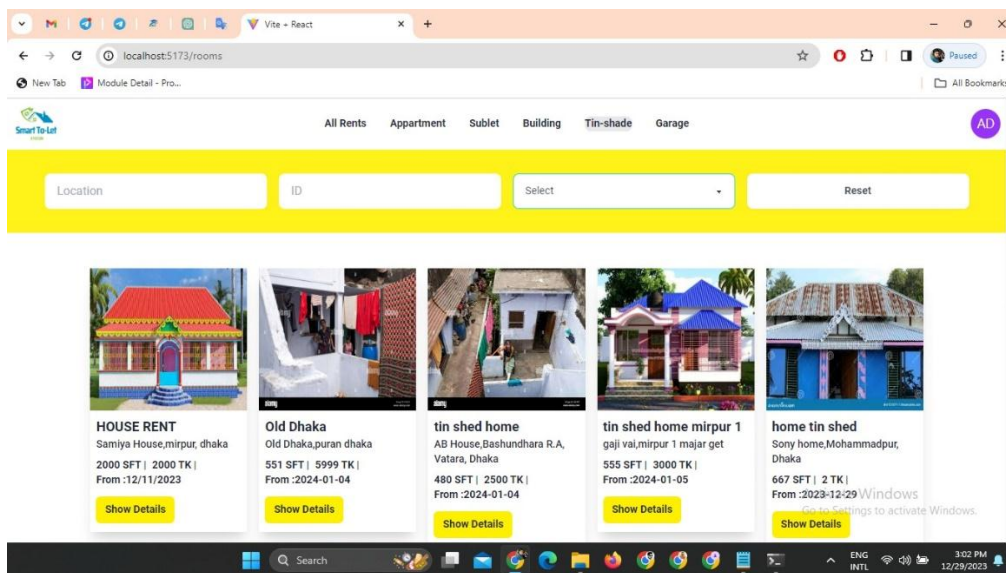 Vite + React
localhost:5173/rooms
Paused
New Tab
Module Detail - Pro...
All Bookmarks
Smart To-Let
All Rents
Appartment
Sublet
Building
Tin-shade
Garage
AD
Location
ID
Select
Reset
HOUSE RENT
Samiya House,mirpur, dhaka
2000 SFT | 2000 TK |
From :12/11/2023
Show Details
Old Dhaka
Old Dhaka,puran dhaka
551 SFT | 5999 TK |
From :2024-01-04
Show Details
tin shed home
AB House,Bashundhara R.A,
Vatara, Dhaka
480 SFT | 2500 TK |
From :2024-01-04
Show Details
tin shed home mirpur 1
gaji vai,mirpur 1 majar get
555 SFT | 3000 TK |
From :2024-01-05
Show Details
home tin shed
Sony home,Mohammadpur,
Dhaka
667 SFT | 2 TK |
From :2023-12-29
Show Details
Windows
Go to Settings to activate Windows.
Search
ENG
INTL
3:02 PM
12/29/2023